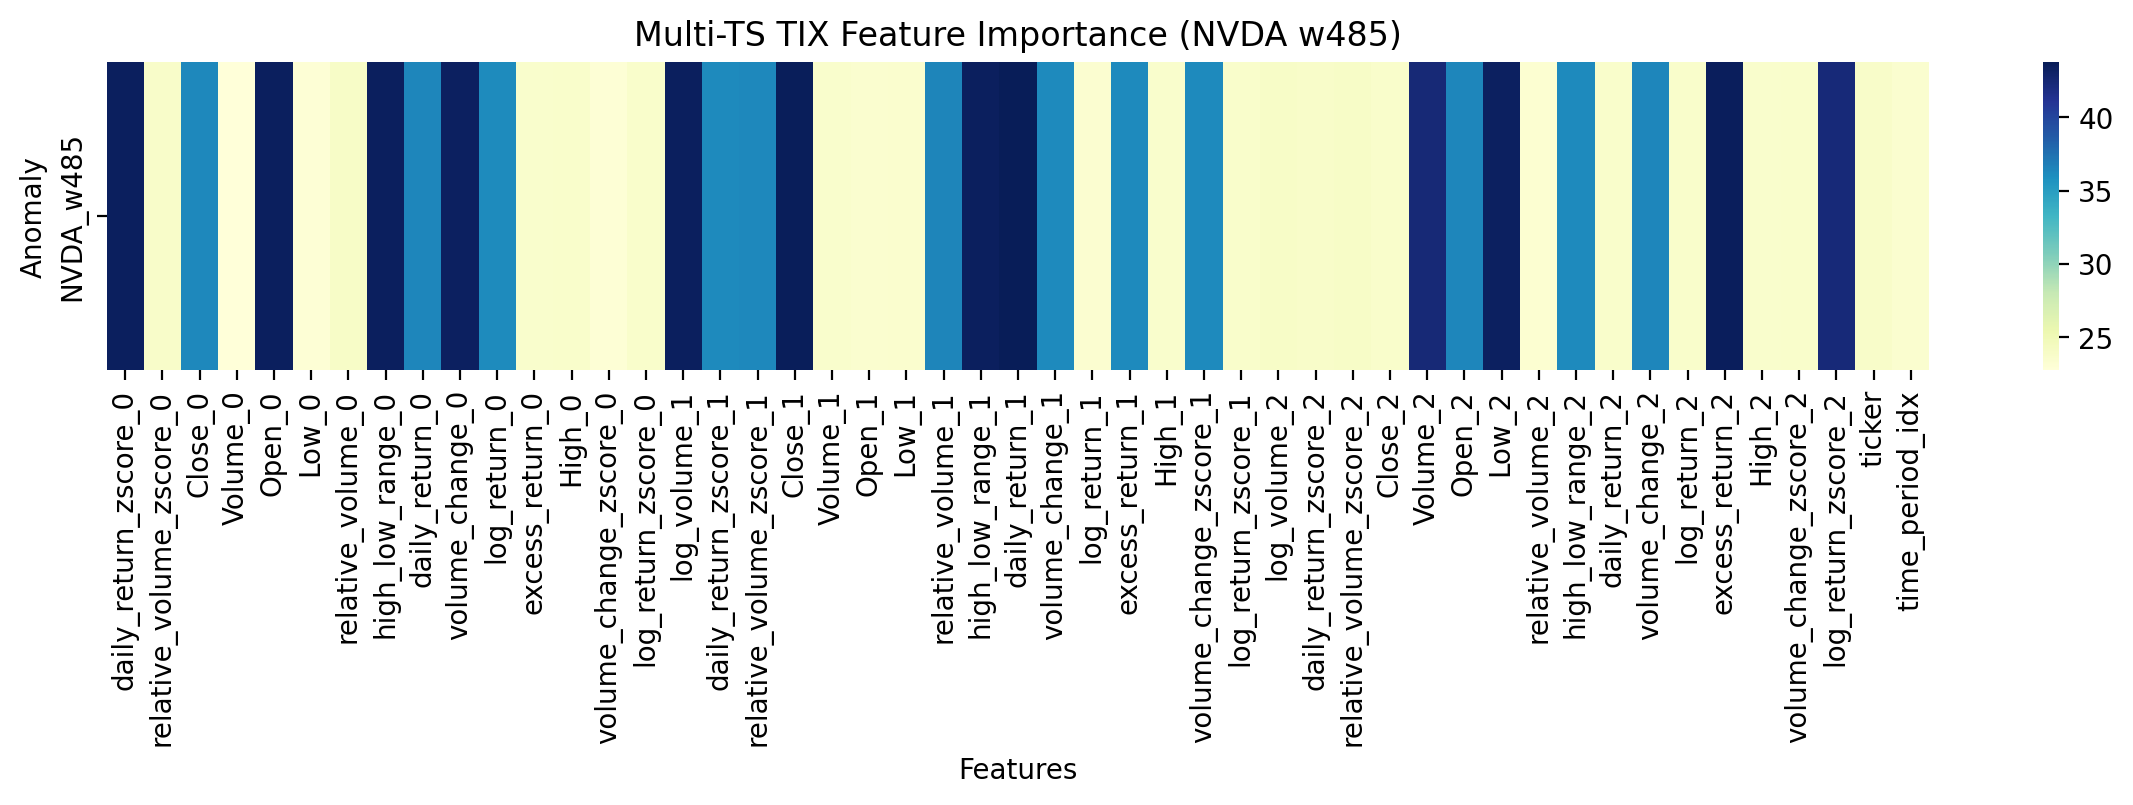 Multi-TS TIX Feature Importance (NVDA w485)
Anomaly
NVDA_w485
40
35
30
25
daily_return_zscore_0
relative_volume_zscore_0
Close_0
Volume_0
Open_0
Low_0
relative_volume_0
high_low_range_0
daily_return_0
volume_change_0
log_return_0
excess_return_0
High_0
volume_change_zscore_0
log_return_zscore_0
log_volume_1
daily_return_zscore_1
relative_volume_zscore_1
Close_1
Volume_1
Open_1
Low_1
relative_volume_1
high_low_range_1
daily_return_1
volume_change_1
log_return_1
excess_return_1
High_1
volume_change_zscore_1
log_return_zscore_1
log_volume_2
daily_return_zscore_2
relative_volume_zscore_2
Close_2
Volume_2
Open_2
Low_2
relative_volume_2
high_low_range_2
daily_return_2
volume_change_2
log_return_2
excess_return_2
High_2
volume_change_zscore_2
log_return_zscore_2
ticker
time_period_idx
Features